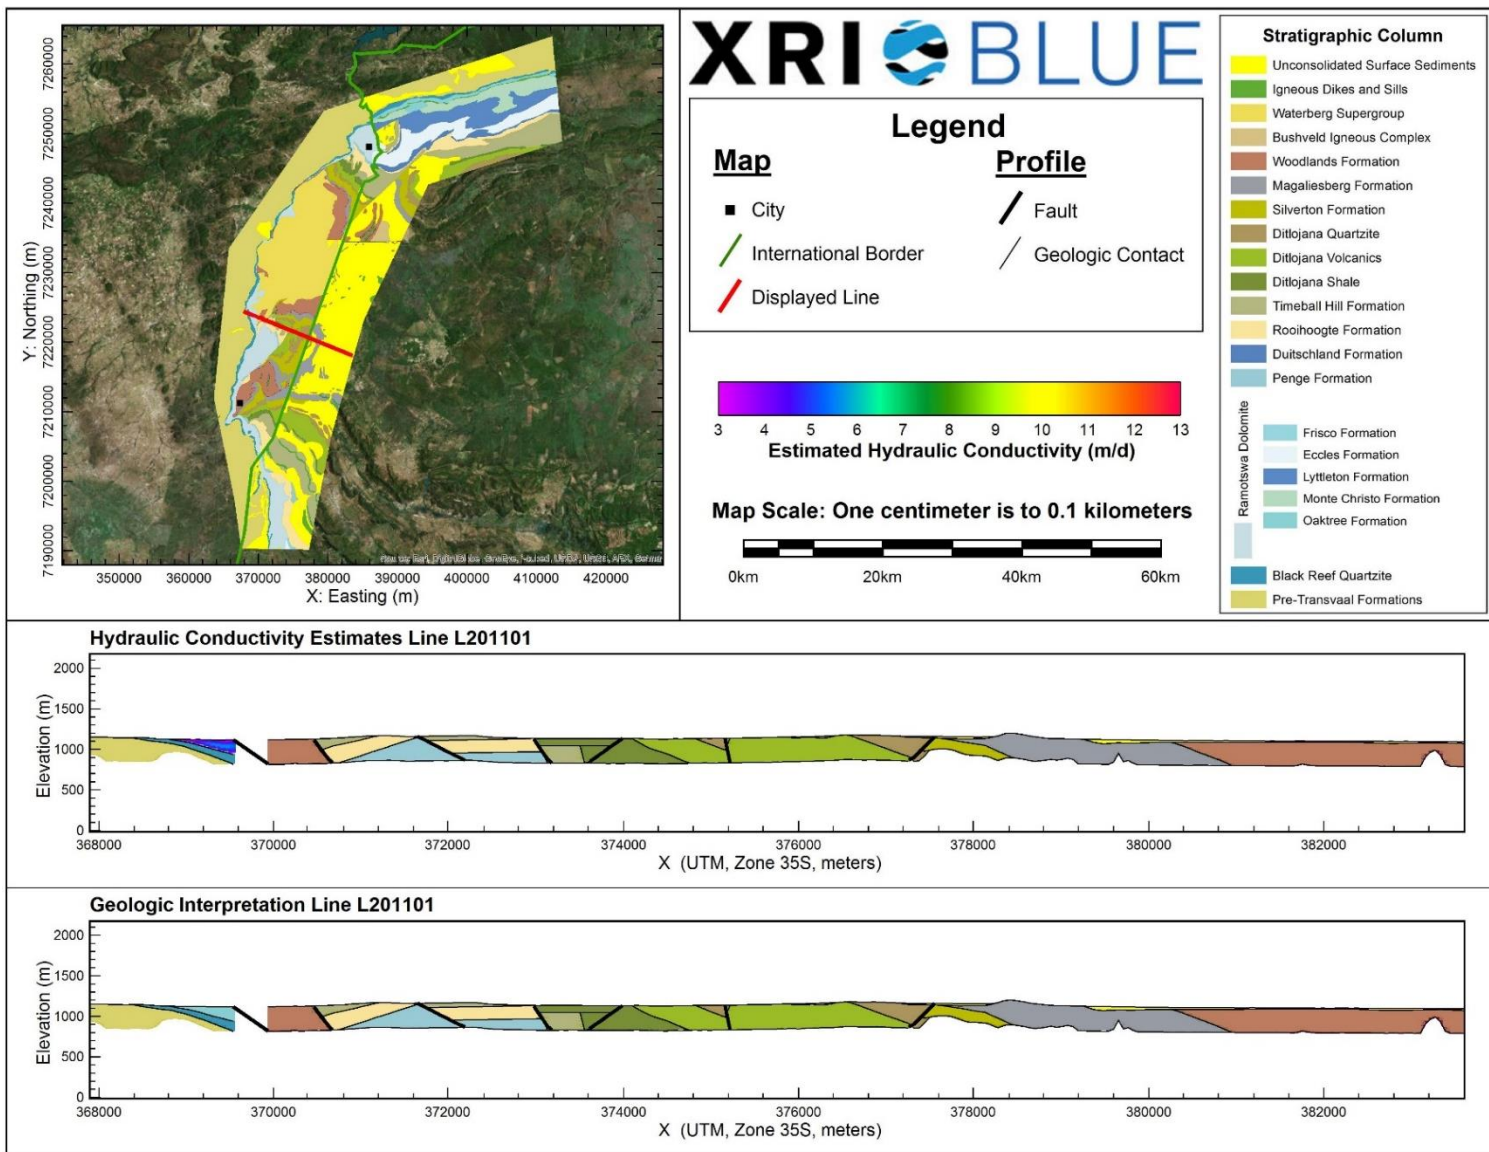 7260000
7250000
7240000
7230000
7220000
7210000
7200000
7190000
Y: Northing (m)
350000 360000 370000 380000 390000 400000 410000 420000
X: Easting (m)
XRI BLUE
Legend
Map
City
International Border
Displayed Line
Profile
Fault
Geologic Contact
3 4 5 6 7 8 9 10 11 12 13
Estimated Hydraulic Conductivity (m/d)
Map Scale: One centimeter is to 0.1 kilometers
0km 20km 40km 60km
Stratigraphic Column
Unconsolidated Surface Sediments
Igneous Dikes and Sills
Waterberg Supergroup
Bushveld Igneous Complex
Woodlands Formation
Magaliesberg Formation
Silverton Formation
Ditlojana Quartzite
Ditlojana Volcanics
Ditlojana Shale
Timeball Hill Formation
Rooihoogte Formation
Duitschland Formation
Penge Formation
Ramotswa Dolomite
Frisco Formation
Eccles Formation
Lyttleton Formation
Monte Christo Formation
Oaktree Formation
Black Reef Quartzite
Pre-Transvaal Formations
Hydraulic Conductivity Estimates Line L201101
2000
1500
1000
500
0
Elevation (m)
368000 370000 372000 374000 376000 378000 380000 382000
X (UTM, Zone 35S, meters)
Geologic Interpretation Line L201101
2000
1500
1000
500
0
Elevation (m)
368000 370000 372000 374000 376000 378000 380000 382000
X (UTM, Zone 35S, meters)